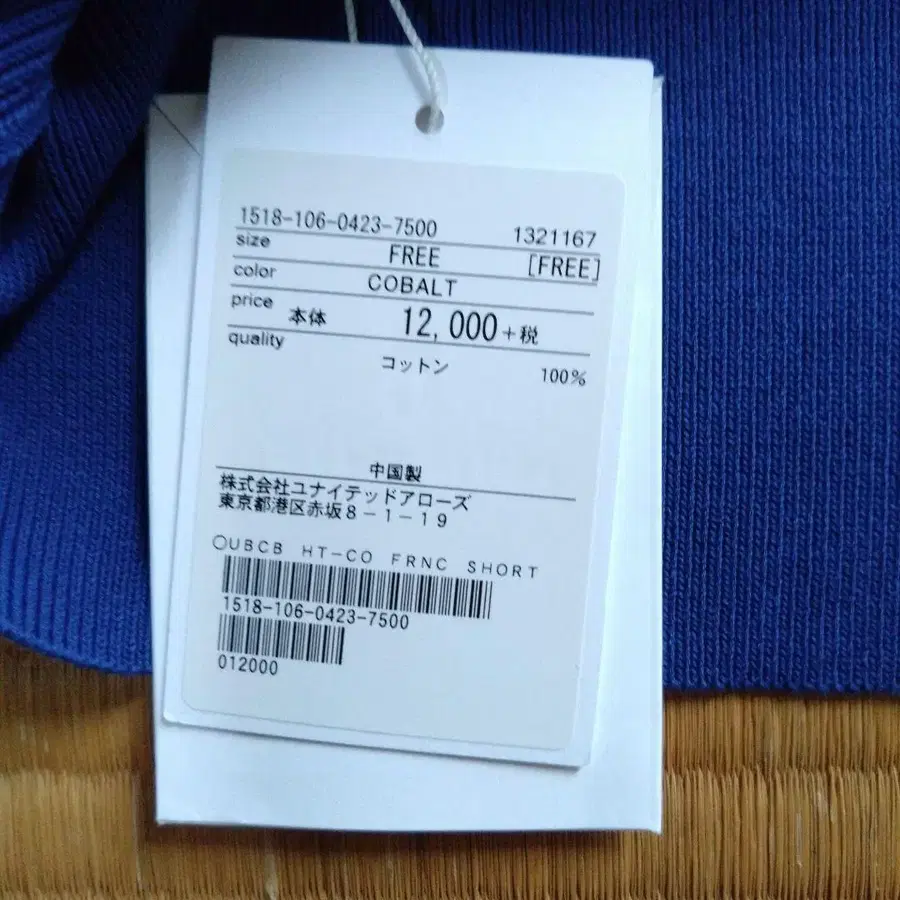 1518-106-0423-7500 1321167
size FREE [FREE]
color COBALT
price 本体 12,000+税
quality コットン 100%
中国製
株式会社ユナイテッドアローズ
東京都港区赤坂8-1-19
○UBCB HT-CO FRNC SHORT
1518-106-0423-7500
012000